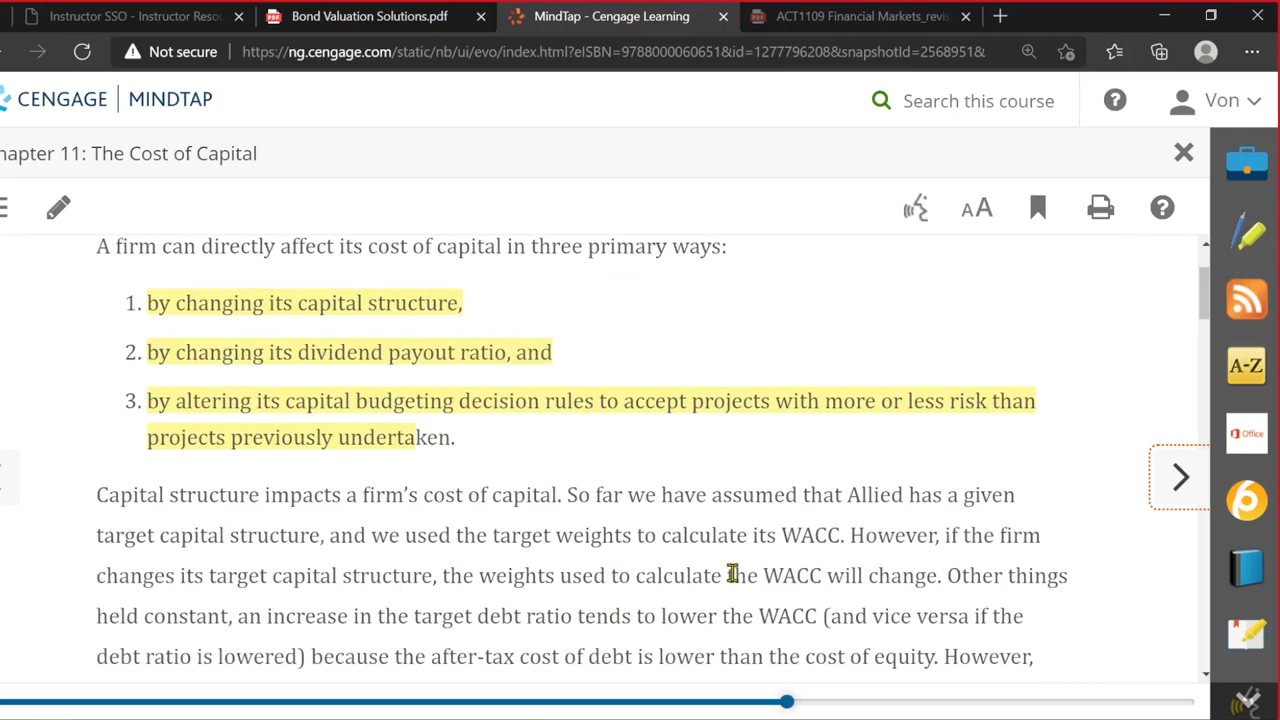 Instructor SSO - Instructor Resou
Bond Valuation Solutions.pdf
MindTap - Cengage Learning
ACT1109 Financial Markets_revis
Not secure
https://ng.cengage.com/static/nb/ui/evo/index.html?eISBN=9788000060651&id=1277796208&snapshotId=2568951&
CENGAGE | MINDTAP
Search this course
Von
hapter 11: The Cost of Capital
AA
A firm can directly affect its cost of capital in three primary ways:
1. by changing its capital structure,
2. by changing its dividend payout ratio, and
3. by altering its capital budgeting decision rules to accept projects with more or less risk than
projects previously undertaken.
Capital structure impacts a firm’s cost of capital. So far we have assumed that Allied has a given
target capital structure, and we used the target weights to calculate its WACC. However, if the firm
changes its target capital structure, the weights used to calculate the WACC will change. Other things
held constant, an increase in the target debt ratio tends to lower the WACC (and vice versa if the
debt ratio is lowered) because the after-tax cost of debt is lower than the cost of equity. However,
A-Z
Office